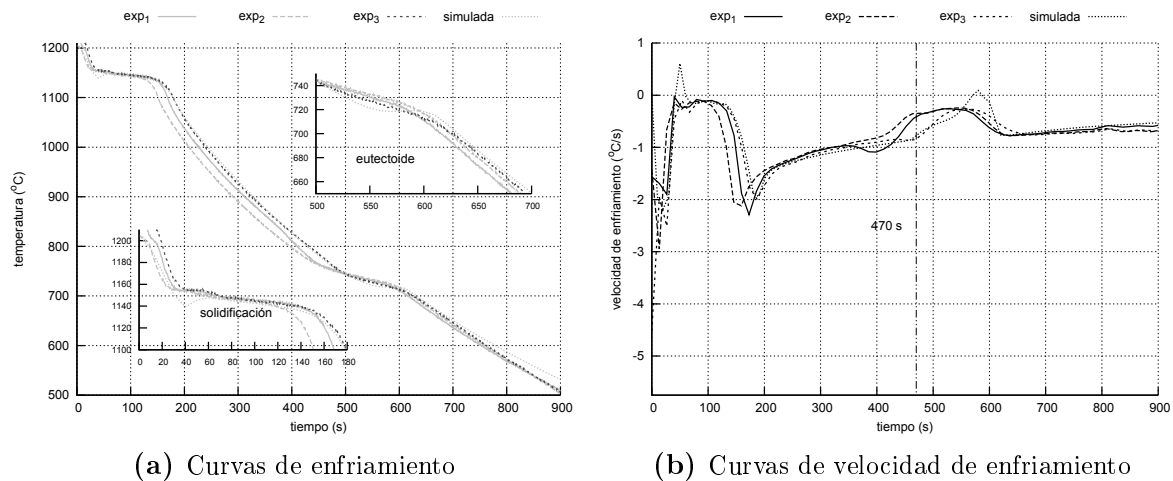 exp1 exp2 exp3 simulada
1200
1100
1000
900
800
700
600
500
0 100 200 300 400 500 600 700 800 900
temperatura (°C)
tiempo (s)
740
720
700
680
660
500 550 600 650 700
eutectoide
1200
1180
1160
1140
1120
1100
0 20 40 60 80 100 120 140 160 180
solidificación
(a) Curvas de enfriamiento
exp1 exp2 exp3 simulada
1
0
-1
-2
-3
-4
-5
0 100 200 300 400 500 600 700 800 900
velocidad de enfriamiento (°C/s)
tiempo (s)
470 s
(b) Curvas de velocidad de enfriamiento